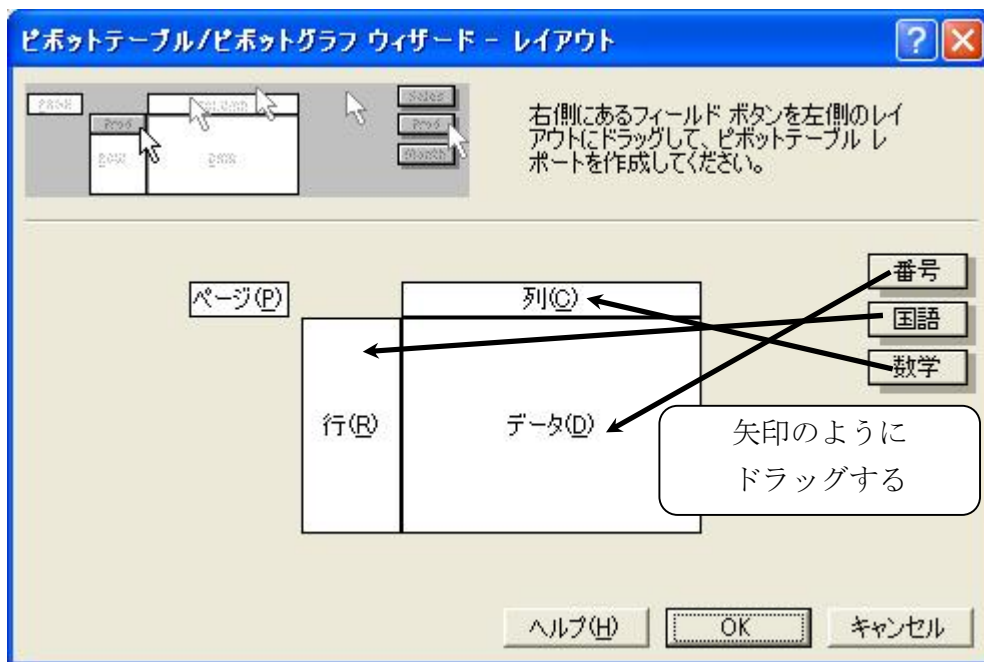 ピボットテーブル/ピボットグラフ ウィザード - レイアウト
右側にあるフィールド ボタンを左側のレイ
アウトにドラッグして、ピボットテーブル レ
ポートを作成してください。
ページ(P)
列(C)
行(R)
データ(D)
番号
国語
数学
矢印のように
ドラッグする
ヘルプ(H)
OK
キャンセル